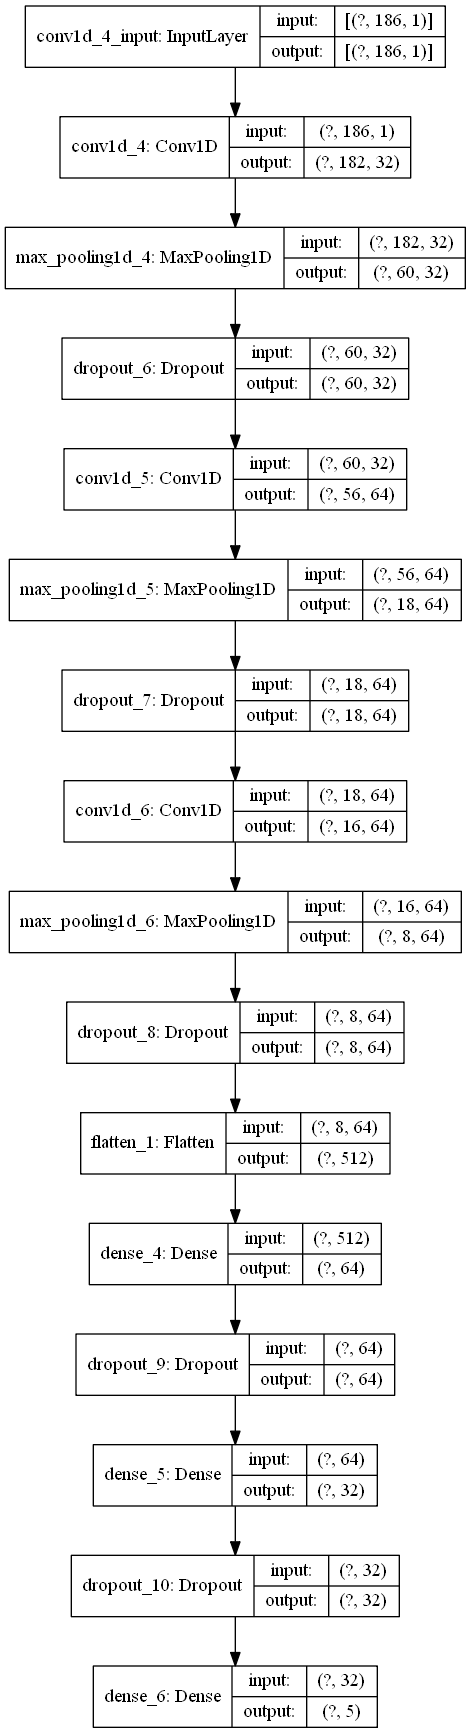 conv1d_4_input: InputLayer
input: [(?, 186, 1)]
output: [(?, 186, 1)]
conv1d_4: Conv1D
input: (?, 186, 1)
output: (?, 182, 32)
max_pooling1d_4: MaxPooling1D
input: (?, 182, 32)
output: (?, 60, 32)
dropout_6: Dropout
input: (?, 60, 32)
output: (?, 60, 32)
conv1d_5: Conv1D
input: (?, 60, 32)
output: (?, 56, 64)
max_pooling1d_5: MaxPooling1D
input: (?, 56, 64)
output: (?, 18, 64)
dropout_7: Dropout
input: (?, 18, 64)
output: (?, 18, 64)
conv1d_6: Conv1D
input: (?, 18, 64)
output: (?, 16, 64)
max_pooling1d_6: MaxPooling1D
input: (?, 16, 64)
output: (?, 8, 64)
dropout_8: Dropout
input: (?, 8, 64)
output: (?, 8, 64)
flatten_1: Flatten
input: (?, 8, 64)
output: (?, 512)
dense_4: Dense
input: (?, 512)
output: (?, 64)
dropout_9: Dropout
input: (?, 64)
output: (?, 64)
dense_5: Dense
input: (?, 64)
output: (?, 32)
dropout_10: Dropout
input: (?, 32)
output: (?, 32)
dense_6: Dense
input: (?, 32)
output: (?, 5)